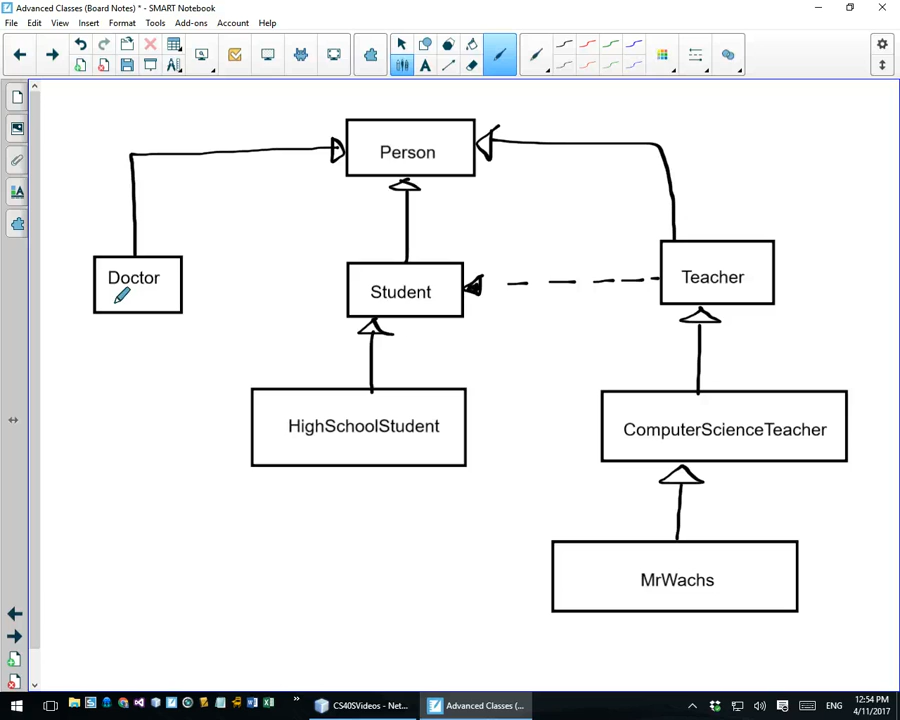 Advanced Classes (Board Notes) * - SMART Notebook
File Edit View Insert Format Tools Add-ons Account Help
Person
Doctor
Student
Teacher
HighSchoolStudent
ComputerScienceTeacher
MrWachs
CS40SVideos - Net...
Advanced Classes (...
ENG
12:54 PM
4/11/2017